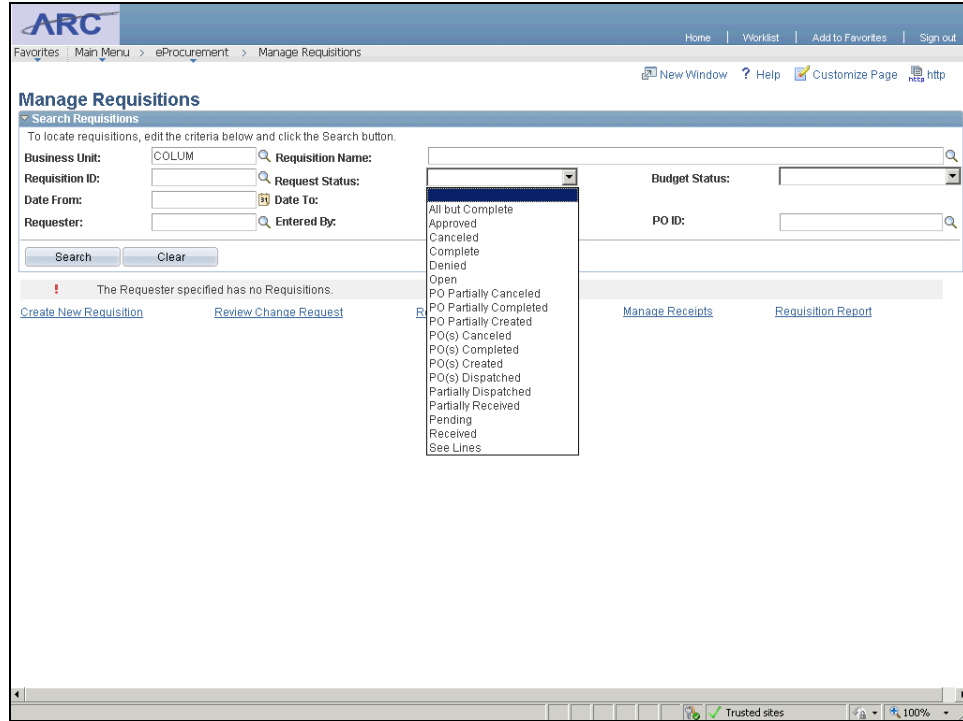 ARC
Home | Worklist | Add to Favorites | Sign out
Favorites Main Menu > eProcurement > Manage Requisitions
New Window ? Help Customize Page http
Manage Requisitions
Search Requisitions
To locate requisitions, edit the criteria below and click the Search button.
Business Unit: COLUM Requisition Name:
Requisition ID: Request Status: Budget Status:
Date From: Date To:
Requester: Entered By: PO ID:
All but Complete
Approved
Canceled
Complete
Denied
Open
PO Partially Canceled
PO Partially Completed
PO Partially Created
PO(s) Canceled
PO(s) Completed
PO(s) Created
PO(s) Dispatched
Partially Dispatched
Partially Received
Pending
Received
See Lines
Search Clear
! The Requester specified has no Requisitions.
Create New Requisition Review Change Request Manage Receipts Requisition Report
Trusted sites 100%